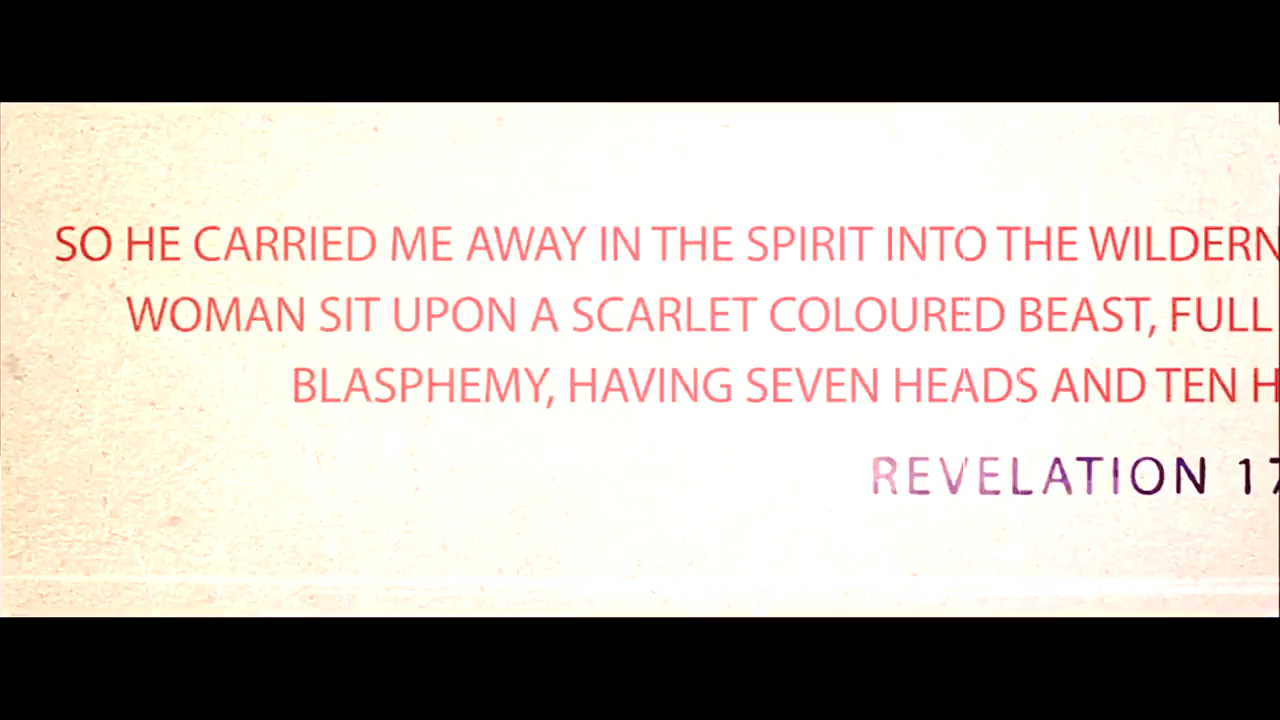 SO HE CARRIED ME AWAY IN THE SPIRIT INTO THE WILDERN
WOMAN SIT UPON A SCARLET COLOURED BEAST, FULL
BLASPHEMY, HAVING SEVEN HEADS AND TEN H
REVELATION 17